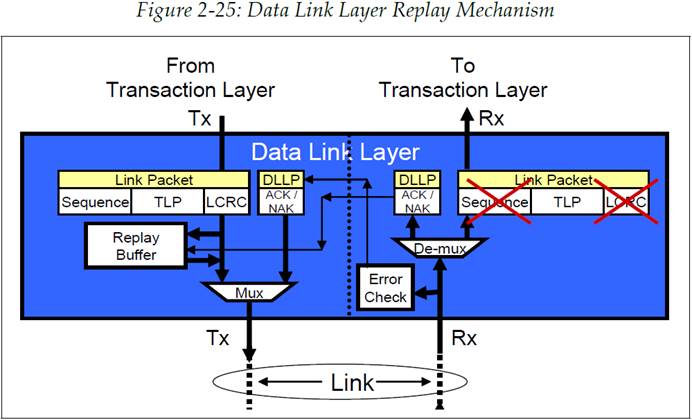 Figure 2-25: Data Link Layer Replay Mechanism
From
Transaction Layer
To
Transaction Layer
Tx
Rx
Data Link Layer
Link Packet
Sequence TLP LCRC
DLLP
ACK /
NAK
DLLP
ACK /
NAK
Link Packet
Sequence TLP LCRC
Replay
Buffer
De-mux
Error
Check
Mux
Tx
Rx
Link